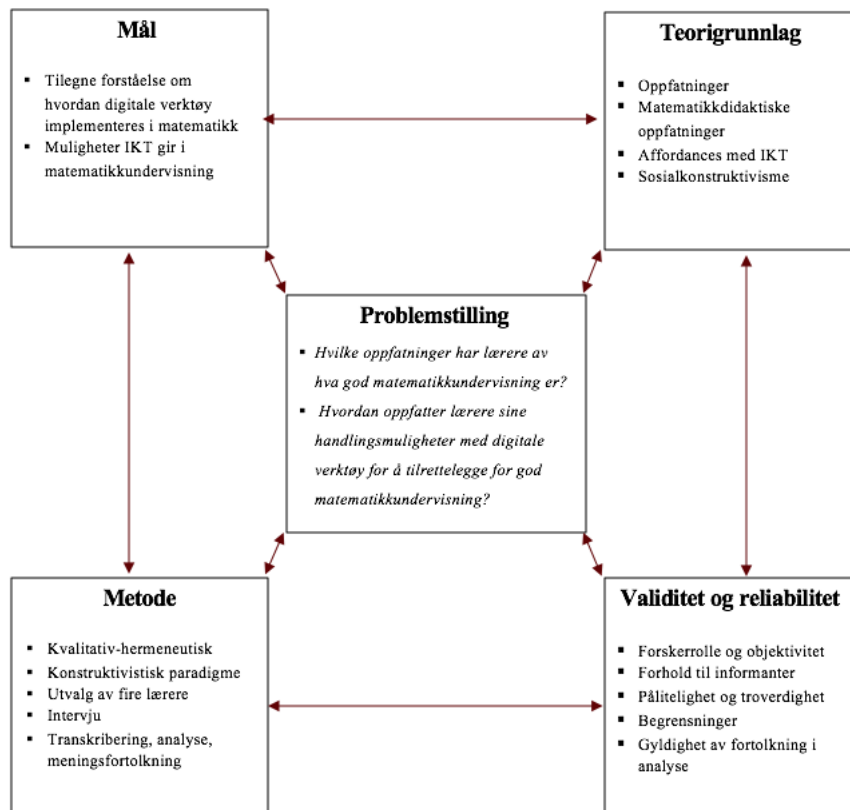 Mål
▪ Tilegne forståelse om
hvordan digitale verktøy
implementeres i matematikk
▪ Muligheter IKT gir i
matematikkundervisning
Teorigrunnlag
▪ Oppfatninger
▪ Matematikkdidaktiske
oppfatninger
▪ Affordances med IKT
▪ Sosialkonstruktivisme
Problemstilling
▪ Hvilke oppfatninger har lærere av
hva god matematikkundervisning er?
▪ Hvordan oppfatter lærere sine
handlingsmuligheter med digitale
verktøy for å tilrettelegge for god
matematikkundervisning?
Metode
▪ Kvalitativ-hermeneutisk
▪ Konstruktivistisk paradigme
▪ Utvalg av fire lærere
▪ Intervju
▪ Transkribering, analyse,
meningsfortolkning
Validitet og reliabilitet
▪ Forskerrolle og objektivitet
▪ Forhold til informanter
▪ Pålitelighet og troverdighet
▪ Begrensninger
▪ Gyldighet av fortolkning i
analyse